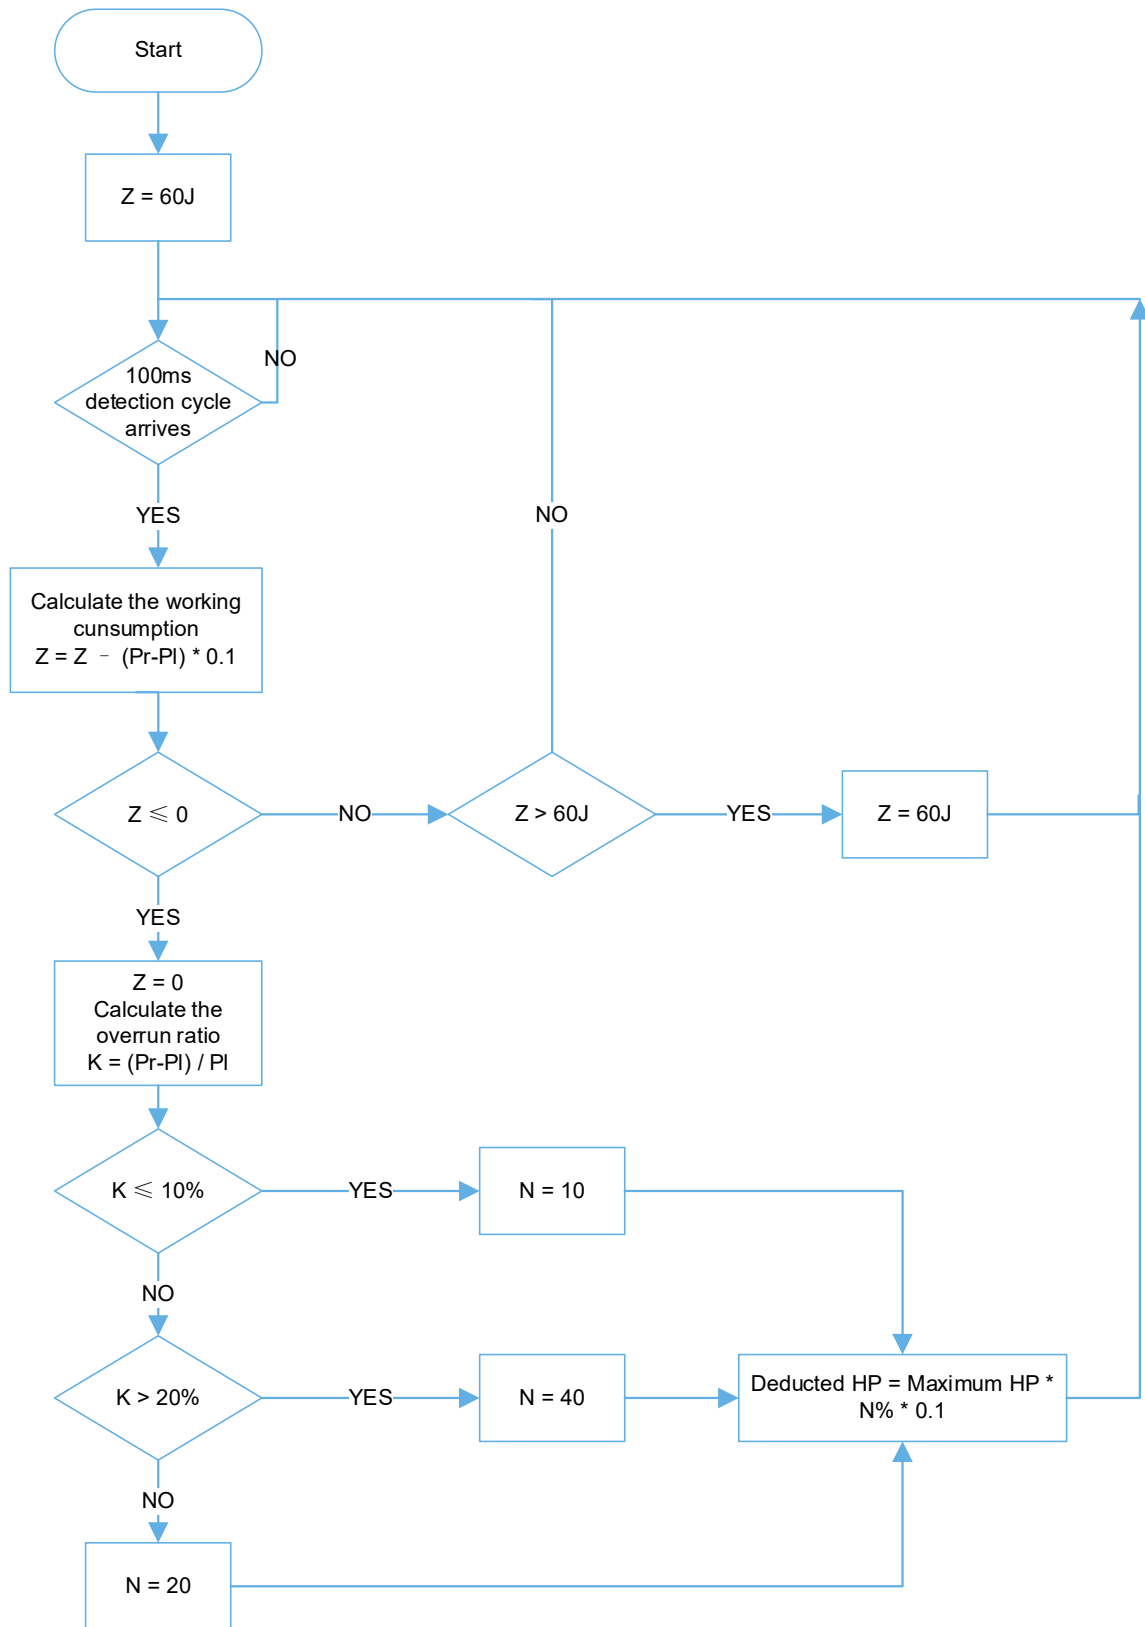 Start
Z = 60J
NO
100ms
detection cycle
arrives
YES
NO
Calculate the working
cunsumption
Z = Z － (Pr-Pl) * 0.1
Z ≤ 0
NO
Z > 60J
YES
Z = 60J
YES
Z = 0
Calculate the
overrun ratio
K = (Pr-Pl) / Pl
K ≤ 10%
YES
N = 10
NO
K > 20%
YES
N = 40
Deducted HP = Maximum HP *
N% * 0.1
NO
N = 20